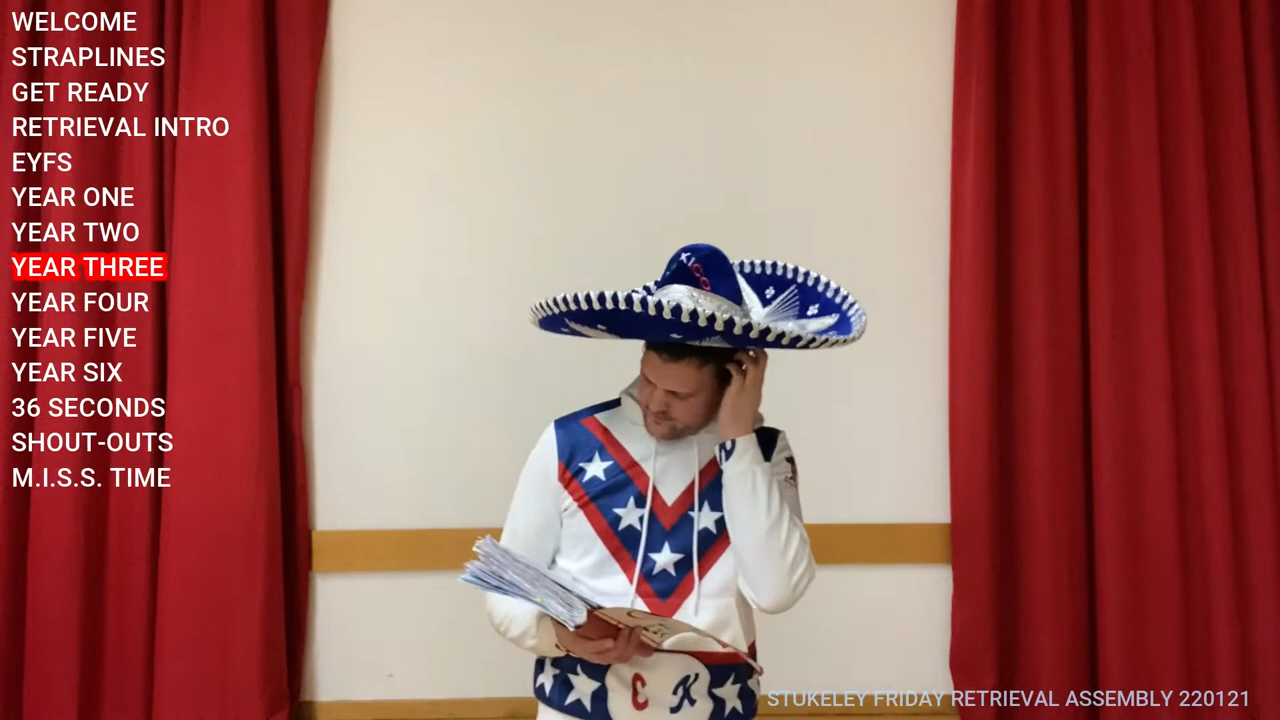 WELCOME
STRAPLINES
GET READY
RETRIEVAL INTRO
EYFS
YEAR ONE
YEAR TWO
YEAR THREE
YEAR FOUR
YEAR FIVE
YEAR SIX
36 SECONDS
SHOUT-OUTS
M.I.S.S. TIME
E K
STUKELEY FRIDAY RETRIEVAL ASSEMBLY 220121